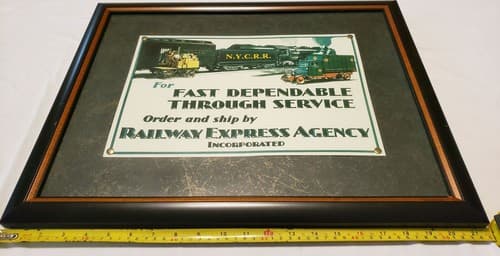 N.Y.C.R.R.
For
FAST DEPENDABLE
THROUGH SERVICE
Order and ship by
RAILWAY EXPRESS AGENCY
INCORPORATED